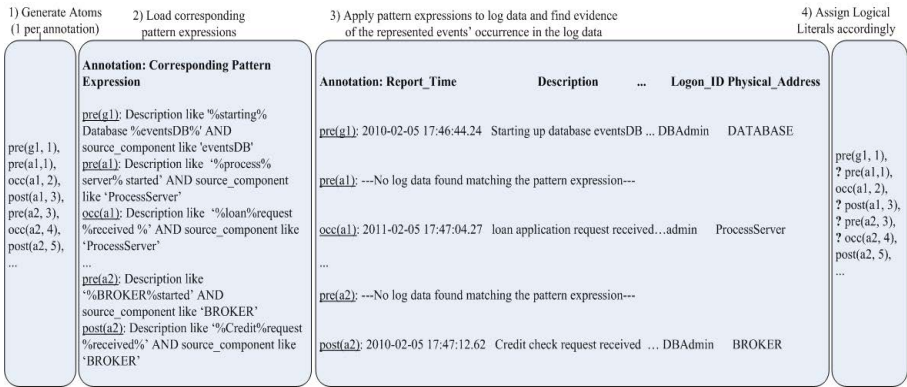 1) Generate Atoms
(1 per annotation)
2) Load corresponding
pattern expressions
3) Apply pattern expressions to log data and find evidence
of the represented events' occurrence in the log data
4) Assign Logical
Literals accordingly
pre(g1, 1),
pre(a1,1),
occ(a1, 2),
post(a1, 3),
pre(a2, 3),
occ(a2, 4),
post(a2, 5),
...
Annotation: Corresponding Pattern
Expression
pre(g1): Description like '%starting%
Database %eventsDB%' AND
source_component like 'eventsDB'
pre(a1): Description like '%process%
server% started' AND source_component
like 'ProcessServer'
occ(a1): Description like '%loan%request
%received %' AND source_component like
'ProcessServer'
...
pre(a2): Description like
'%BROKER%started' AND
source_component like 'BROKER'
post(a2): Description like '%Credit%request
%received%' AND source_component like
'BROKER'
Annotation: Report_Time Description ... Logon_ID Physical_Address
pre(g1): 2010-02-05 17:46:44.24 Starting up database eventsDB ... DBAdmin DATABASE
pre(a1): ---No log data found matching the pattern expression---
occ(a1): 2011-02-05 17:47:04.27 loan application request received...admin ProcessServer
...
pre(a2): ---No log data found matching the pattern expression---
post(a2): 2010-02-05 17:47:12.62 Credit check request received ... DBAdmin BROKER
pre(g1, 1),
? pre(a1,1),
occ(a1, 2),
? post(a1, 3),
? pre(a2, 3),
? occ(a2, 4),
post(a2, 5),
...